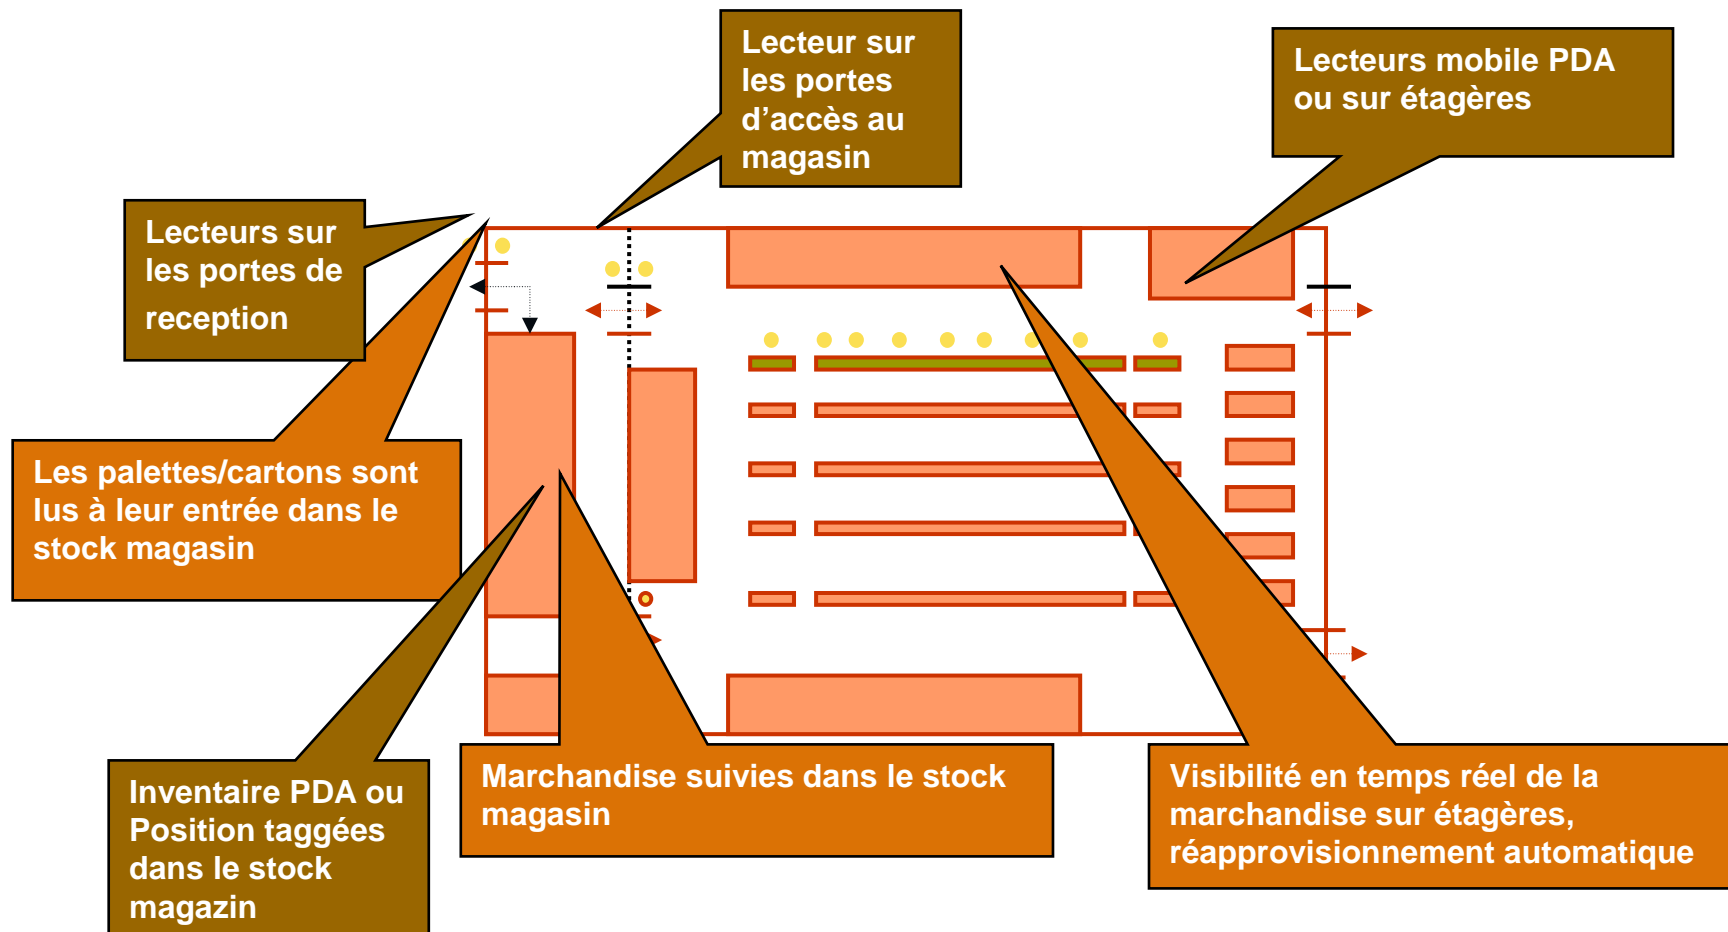 Lecteur sur
les portes
d’accès au
magasin
Lecteurs mobile PDA
ou sur étagères
Lecteurs sur
les portes de
reception
Les palettes/cartons sont
lus à leur entrée dans le
stock magasin
Inventaire PDA ou
Position taggées
dans le stock
magazin
Marchandise suivies dans le stock
magasin
Visibilité en temps réel de la
marchandise sur étagères,
réapprovisionnement automatique